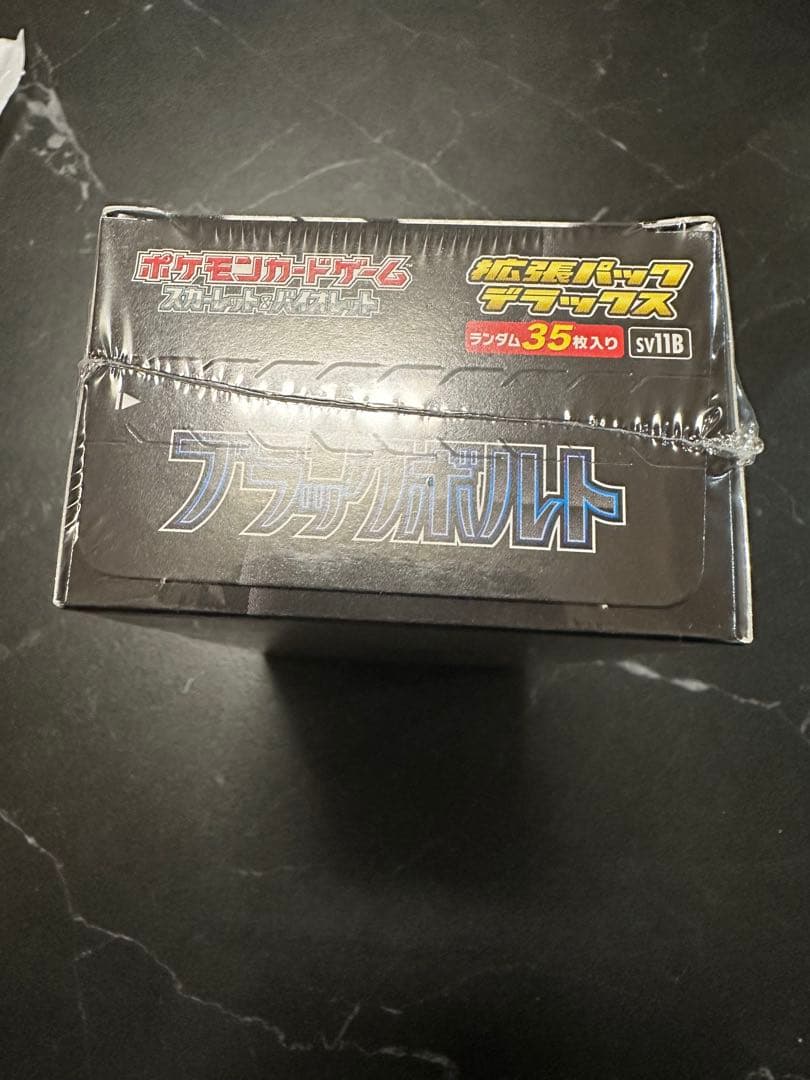 ポケモンカードゲーム
スカーレット&バイオレット
拡張パック
デラックス
ランダム35枚入り SV11B
ブラックボルト